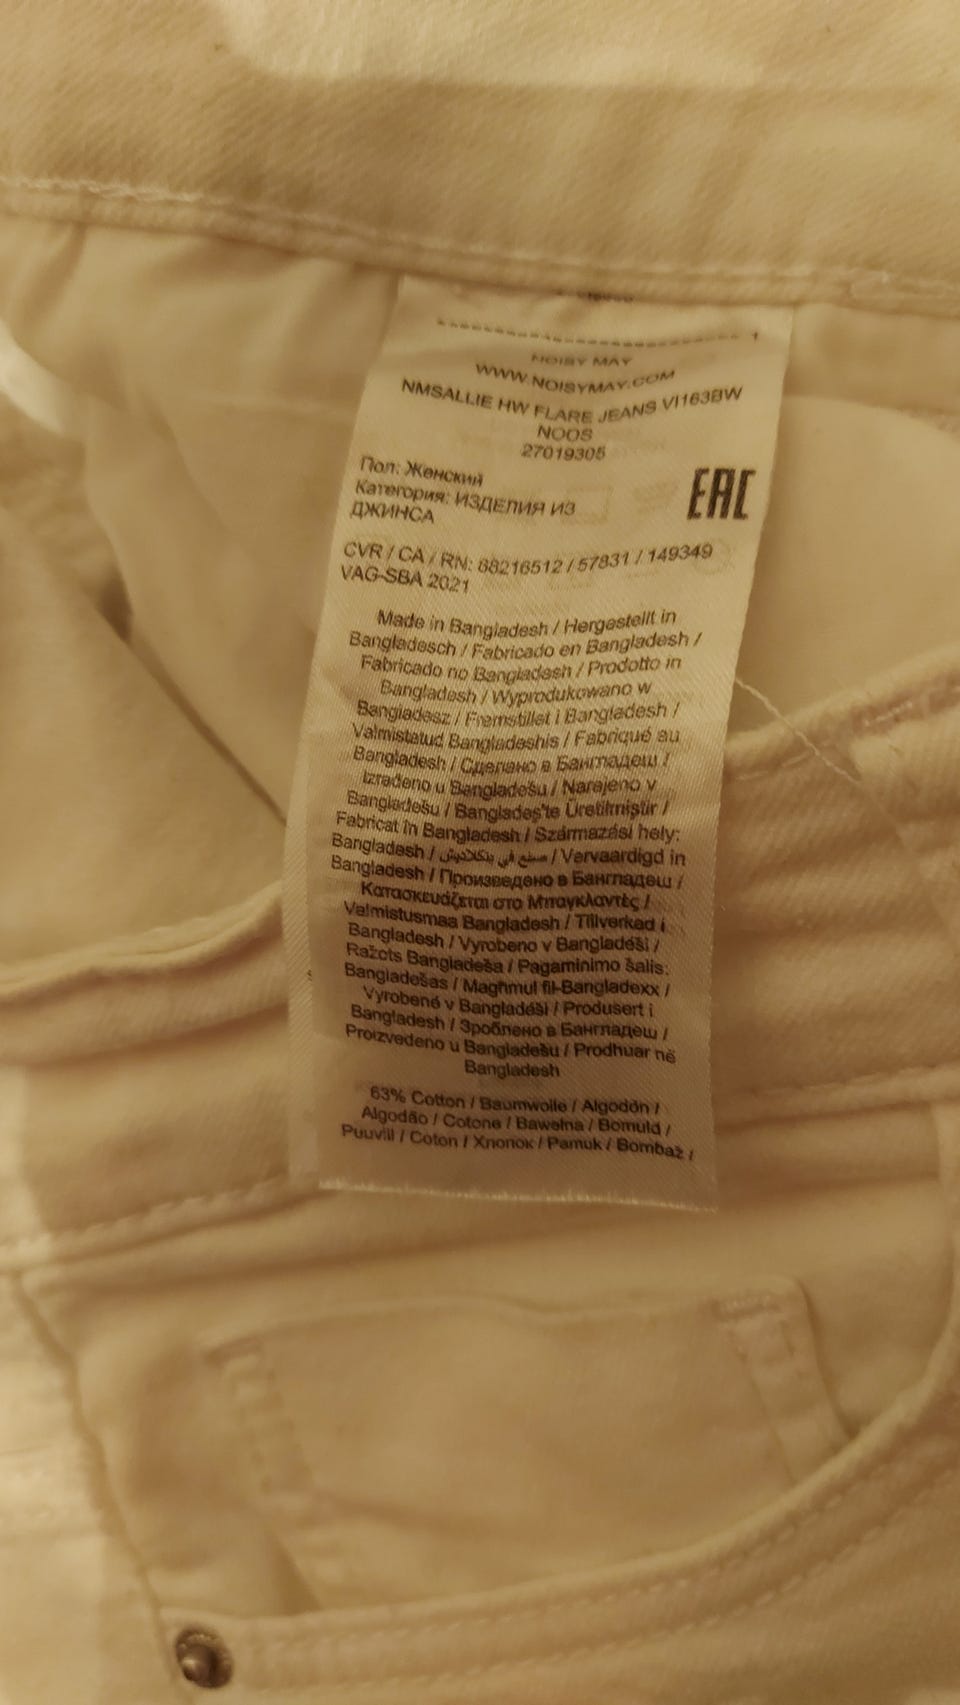 NOISY MAY
WWW.NOISYMAY.COM
NMSALLIE HW FLARE JEANS VI163BW
NOOS
27019305
Пол: Женский
Категория: ИЗДЕЛИЯ ИЗ
ДЖИНСА
EAC
CVR / CA / RN: 88216512 / 57831 / 149349
VAG-SBA 2021
Made in Bangladesh / Hergestellt in
Bangladesch / Fabricado en Bangladesh /
Fabricado no Bangladesh / Prodotto in
Bangladesh / Wyprodukowano w
Bangladesz / Fremstillet i Bangladesh /
Valmistatud Bangladeshis / Fabriqué au
Bangladesh / Сделано в Бангладеш /
Izrađeno u Bangladešu / Narejeno v
Bangladešu / Bangladeş'te Üretilmiştir /
Fabricat în Bangladesh / Származási hely:
Bangladesh / صنع في بنكلاديش / Vervaardigd in
Bangladesh / Произведено в Бангладеш /
Κατασκευάζεται στο Μπαγκλαντές /
Valmistusmaa Bangladesh / Tillverkad i
Bangladesh / Vyrobeno v Bangladéši /
Ražots Bangladeša / Pagaminimo šalis:
Bangladešas / Magħmul fil-Bangladexx /
Vyrobené v Bangladéši / Produsert i
Bangladesh / Зроблено в Бангладеш /
Proizvedeno u Bangladešu / Prodhuar në
Bangladesh
63% Cotton / Baumwolle / Algodón /
Algodão / Cotone / Bawełna / Bomuld /
Puuvill / Coton / Хлопок / Pamuk / Bombaž /